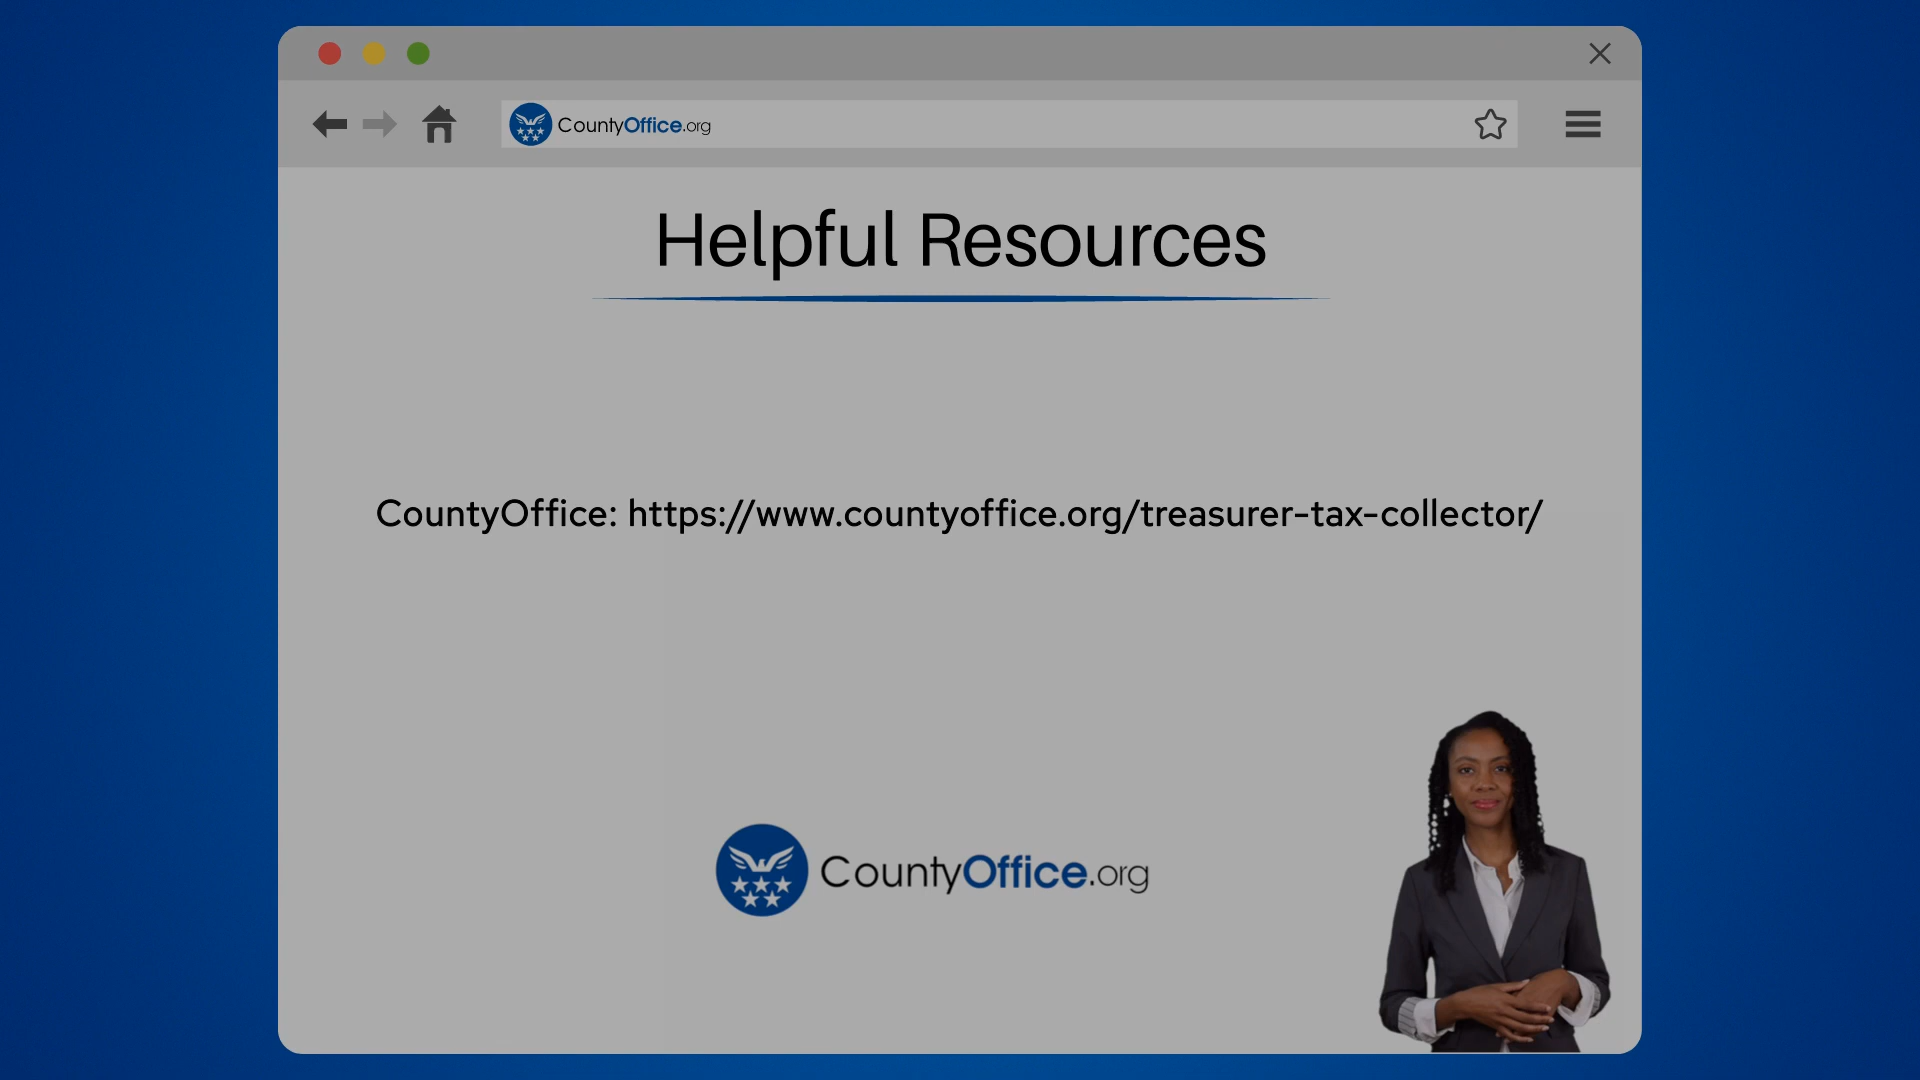 CountyOffice.org
Helpful Resources
CountyOffice: https://www.countyoffice.org/treasurer-tax-collector/
CountyOffice.org